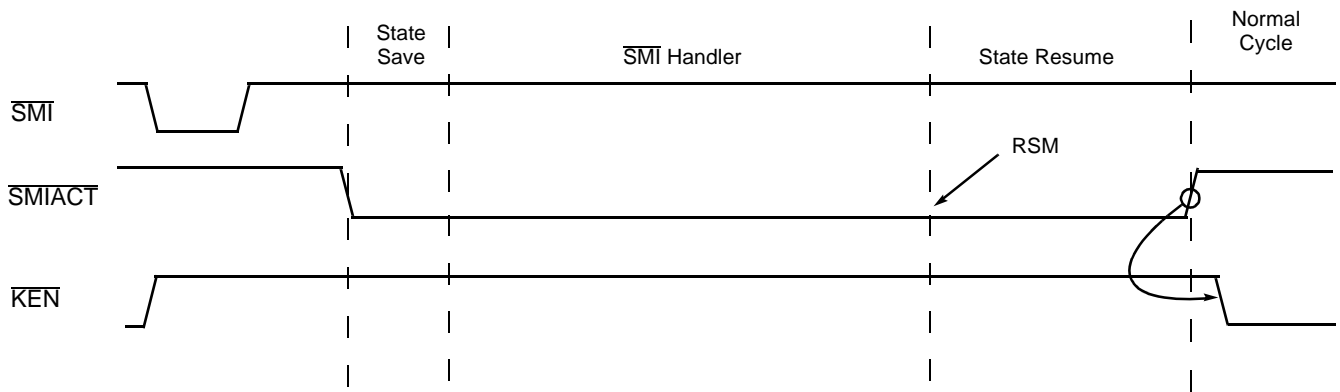 State
Save
SMI Handler
State Resume
Normal
Cycle
SMI
SMIACT
RSM
KEN